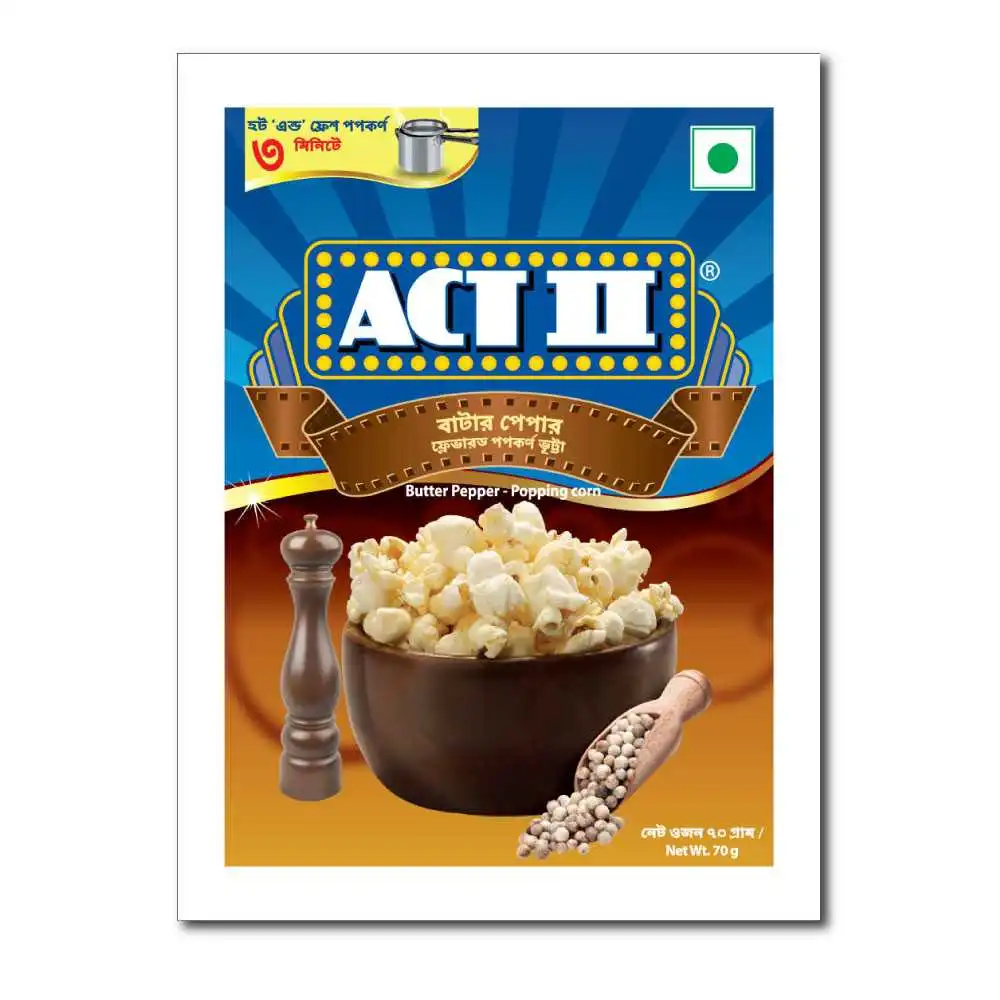 হট ‘এন্ড’ ফ্রেশ পপকর্ণ
৩ মিনিটে
ACT II ®
বাটার পেপার
ফ্লেভারড পপকর্ণ ভূট্টা
Butter Pepper - Popping corn
নেট ওজন ৭০ গ্রাম /
Net Wt. 70 g